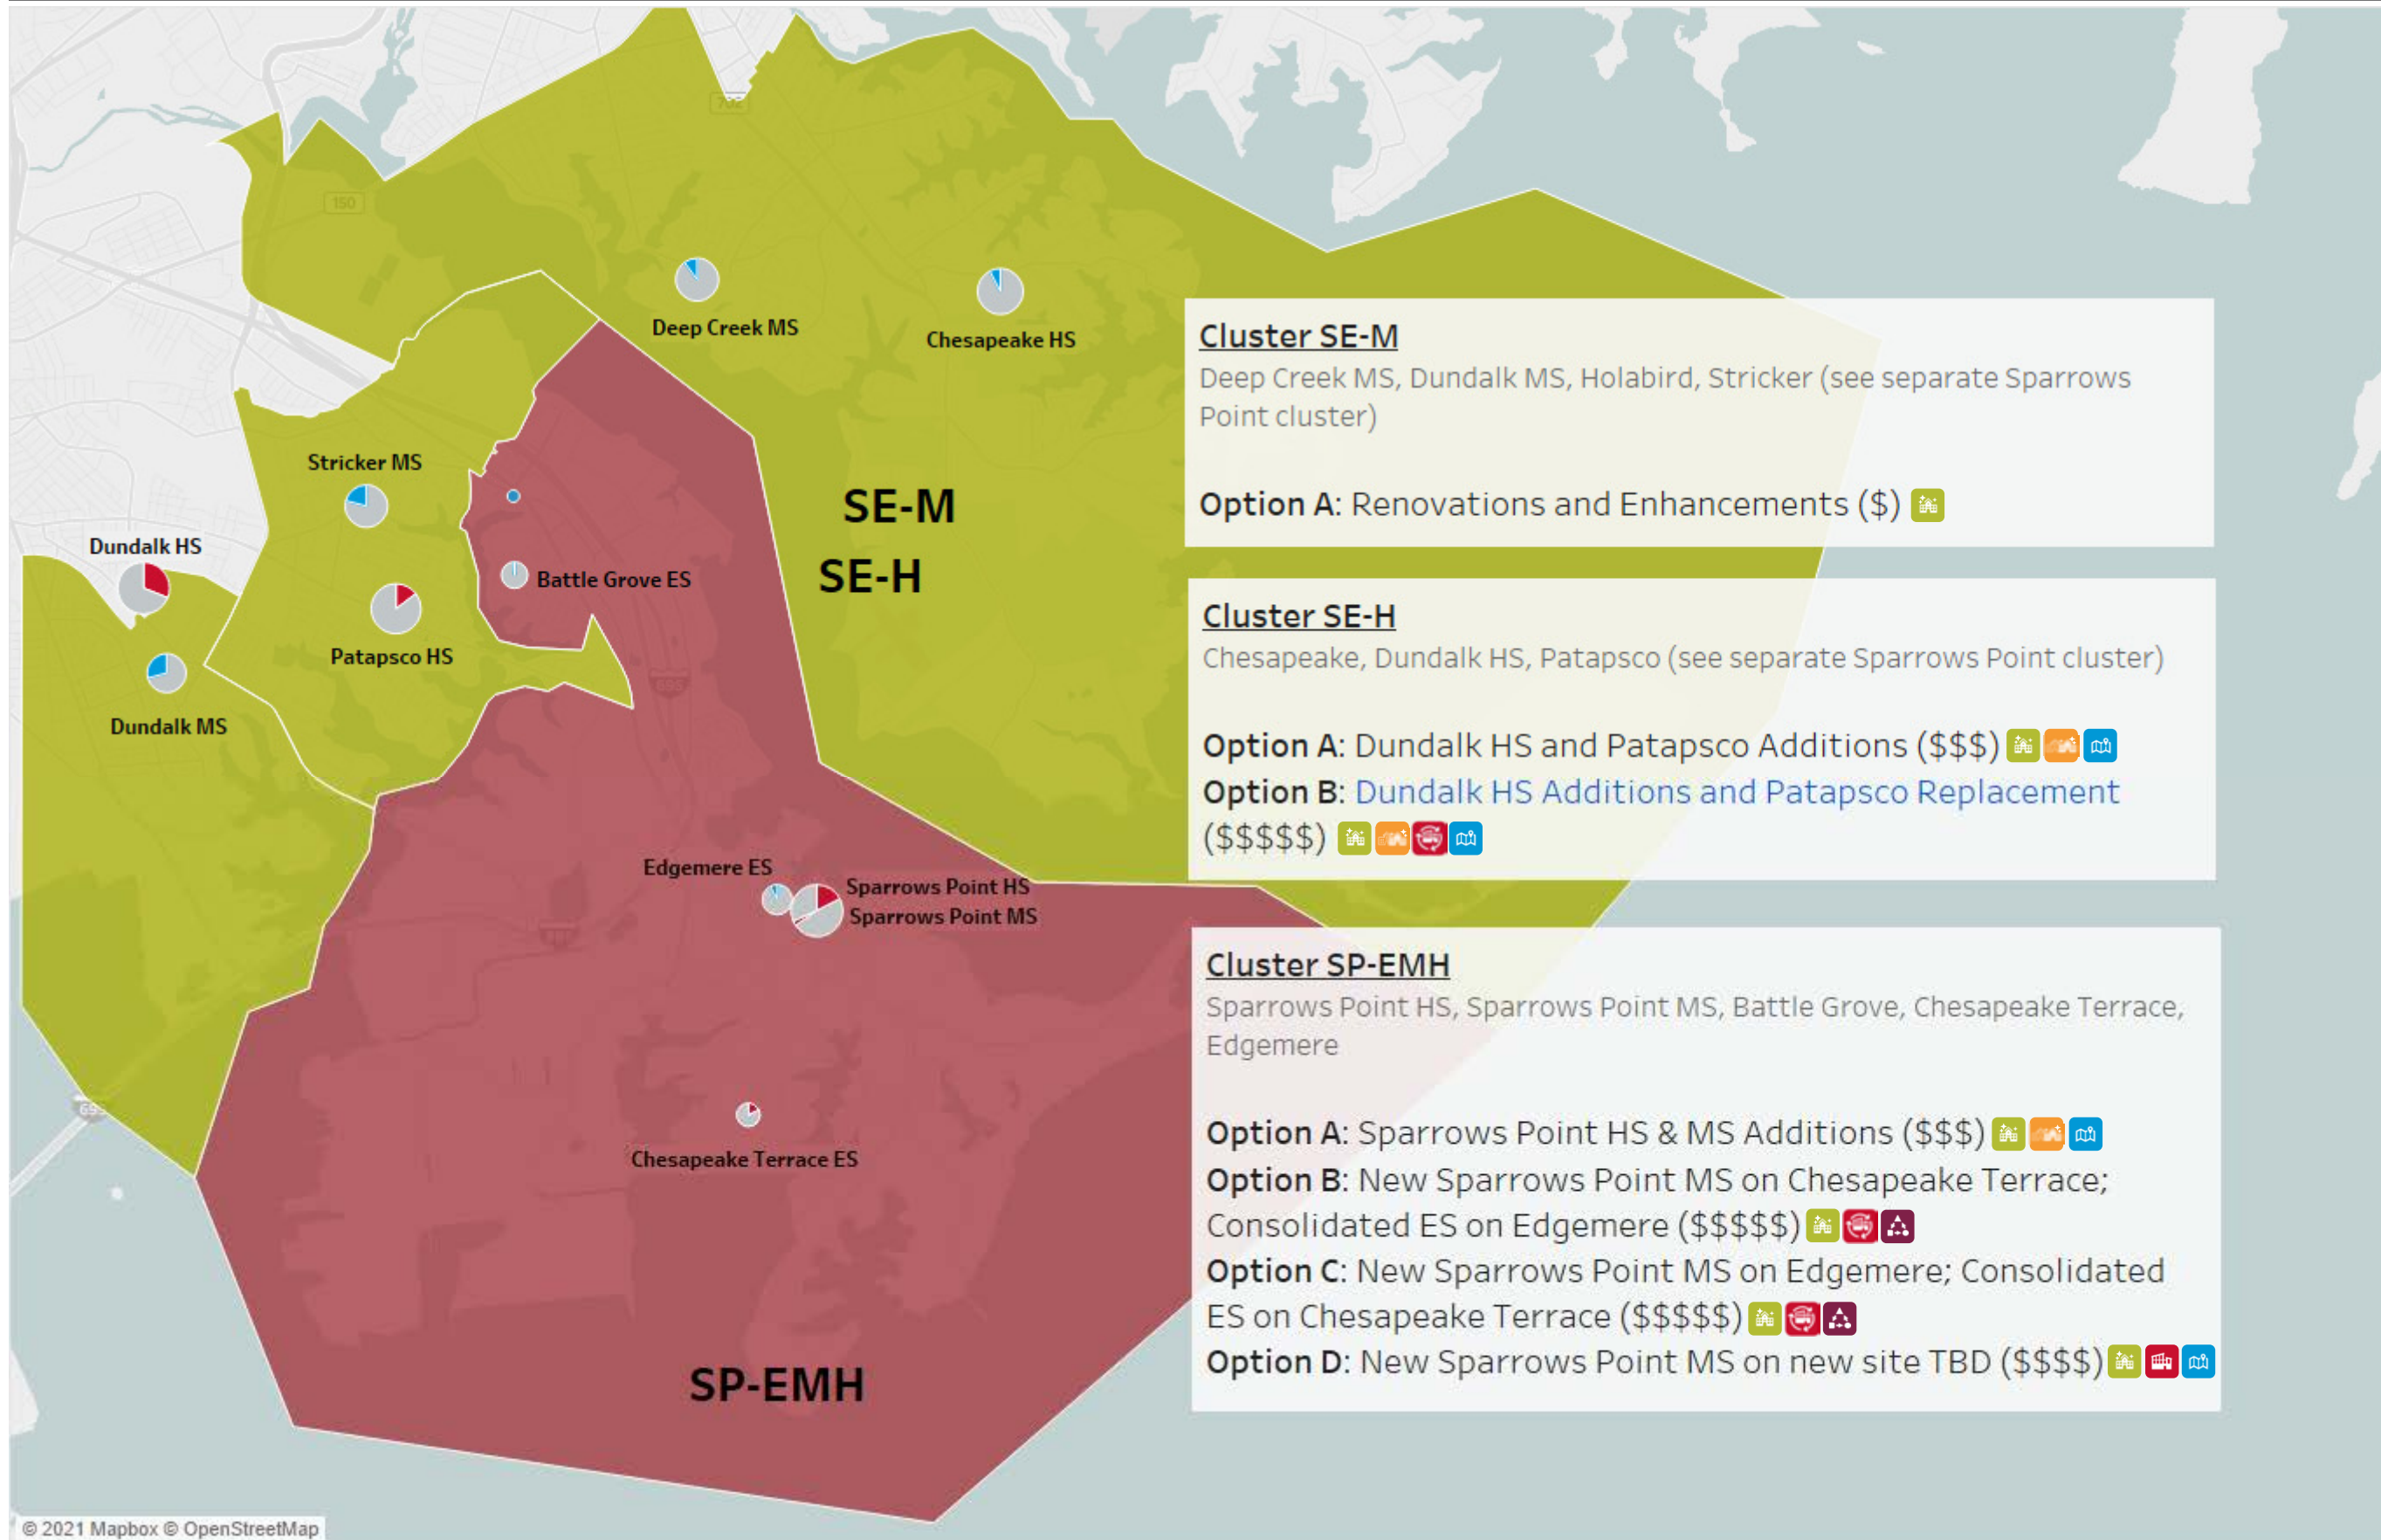 702
150
Deep Creek MS
Chesapeake HS
Stricker MS
SE-M
SE-H
Dundalk HS
Battle Grove ES
Patapsco HS
695
Dundalk MS
Edgemere ES
Sparrows Point HS
Sparrows Point MS
695
Chesapeake Terrace ES
SP-EMH
Cluster SE-M
Deep Creek MS, Dundalk MS, Holabird, Stricker (see separate Sparrows
Point cluster)
Option A: Renovations and Enhancements ($)
Cluster SE-H
Chesapeake, Dundalk HS, Patapsco (see separate Sparrows Point cluster)
Option A: Dundalk HS and Patapsco Additions ($$$)
Option B: Dundalk HS Additions and Patapsco Replacement
($$$$$)
Cluster SP-EMH
Sparrows Point HS, Sparrows Point MS, Battle Grove, Chesapeake Terrace,
Edgemere
Option A: Sparrows Point HS & MS Additions ($$$)
Option B: New Sparrows Point MS on Chesapeake Terrace;
Consolidated ES on Edgemere ($$$$$)
Option C: New Sparrows Point MS on Edgemere; Consolidated
ES on Chesapeake Terrace ($$$$$)
Option D: New Sparrows Point MS on new site TBD ($$$$)
© 2021 Mapbox © OpenStreetMap